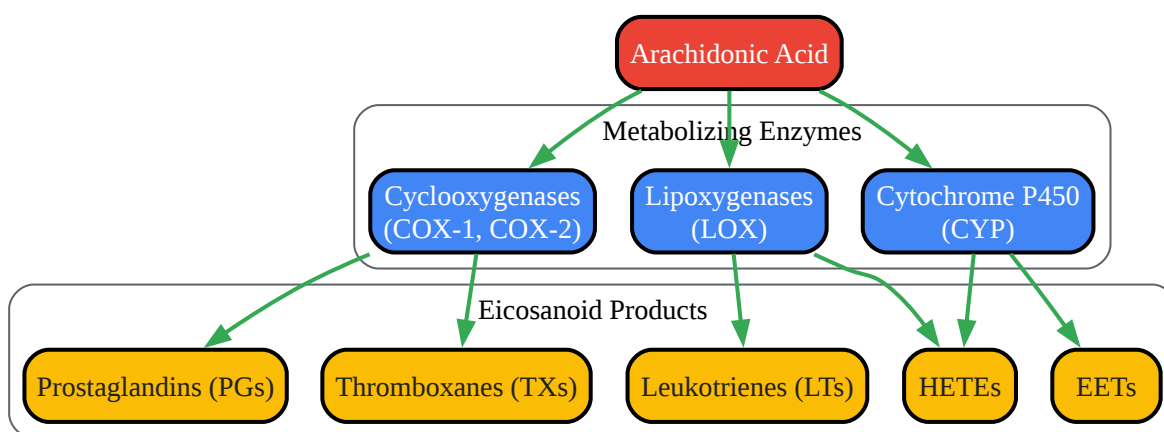 Arachidonic Acid
Metabolizing Enzymes
Cyclooxygenases
(COX-1, COX-2)
Lipoxygenases
(LOX)
Cytochrome P450
(CYP)
Eicosanoid Products
Prostaglandins (PGs)
Thromboxanes (TXs)
Leukotrienes (LTs)
HETEs
EETs